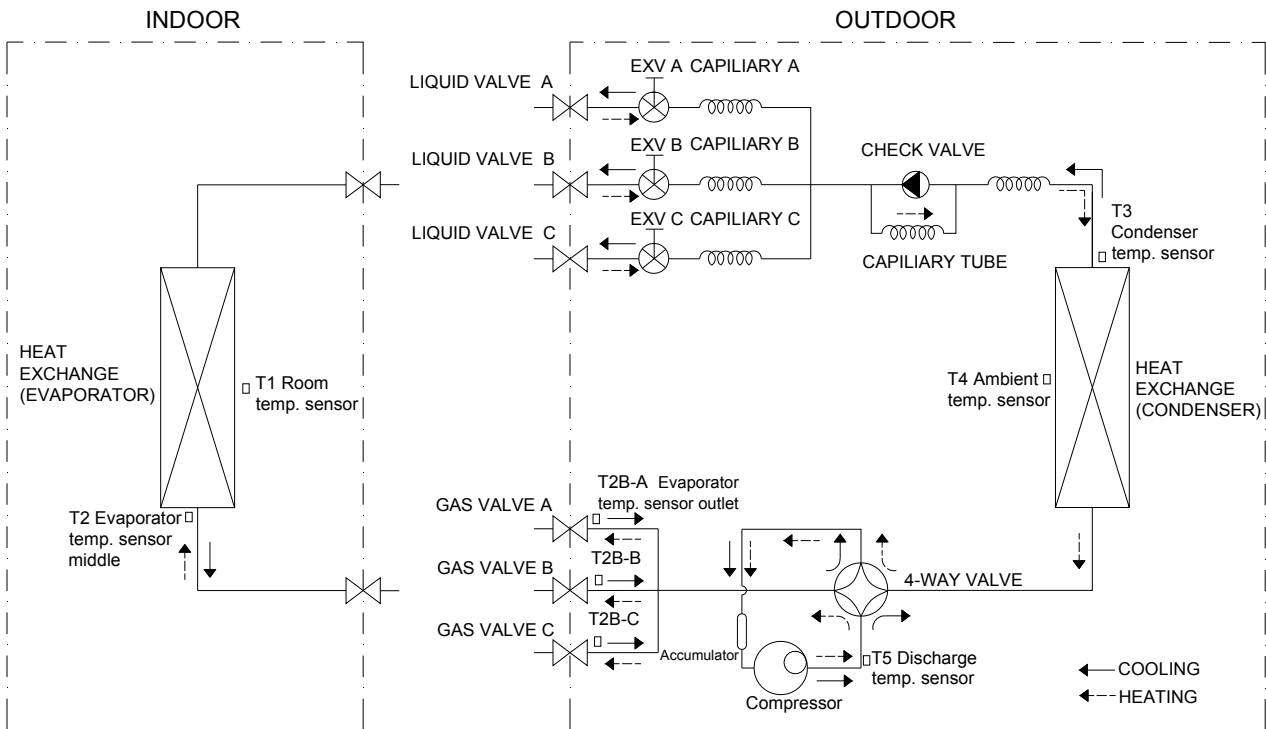 INDOOR
OUTDOOR
LIQUID VALVE A
EXV A CAPILIARY A
LIQUID VALVE B
EXV B CAPILIARY B
CHECK VALVE
LIQUID VALVE C
EXV C CAPILIARY C
CAPILIARY TUBE
T3
Condenser
temp. sensor
HEAT
EXCHANGE
(EVAPORATOR)
T1 Room
temp. sensor
T4 Ambient
temp. sensor
HEAT
EXCHANGE
(CONDENSER)
T2 Evaporator
temp. sensor
middle
GAS VALVE A
T2B-A Evaporator
temp. sensor outlet
GAS VALVE B
T2B-B
4-WAY VALVE
GAS VALVE C
T2B-C
Accumulator
T5 Discharge
temp. sensor
Compressor
COOLING
HEATING